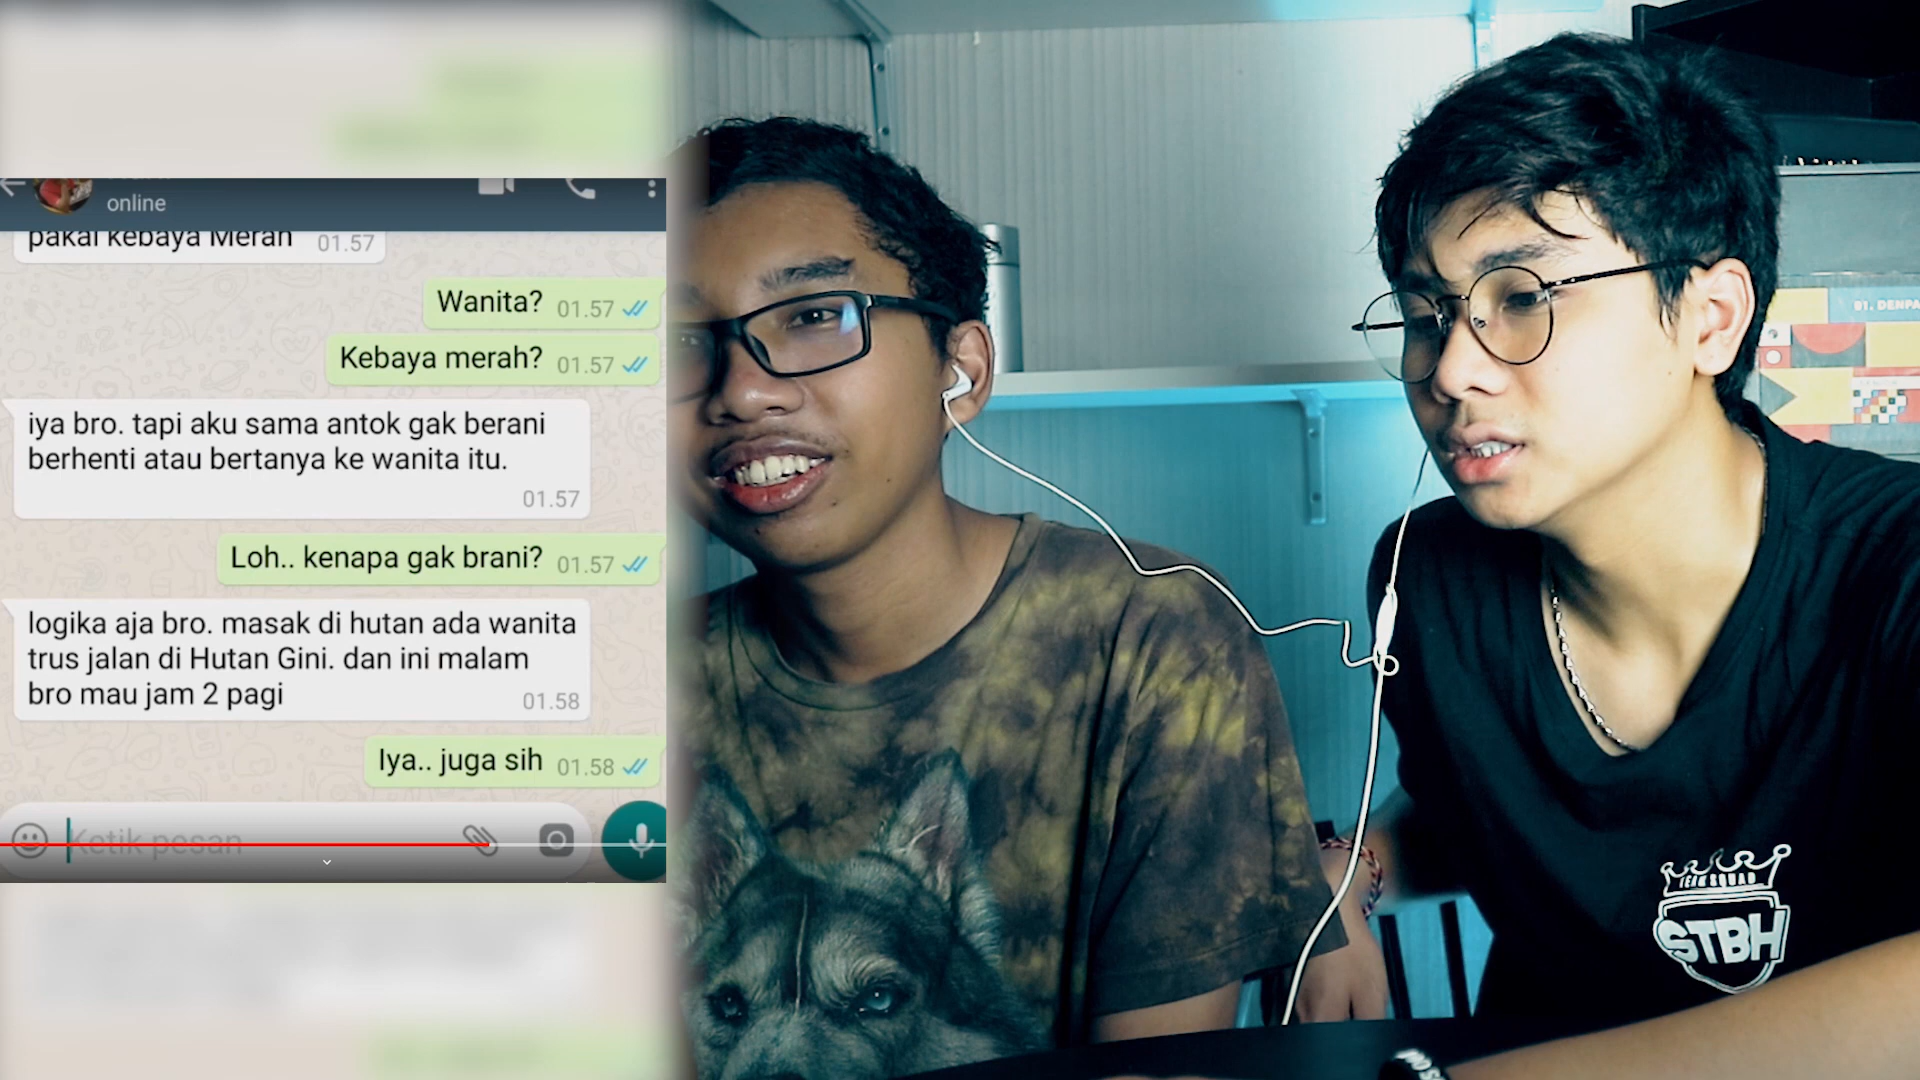 online
pakai kebaya Merah 01.57
Wanita? 01.57
Kebaya merah? 01.57
iya bro. tapi aku sama antok gak berani
berhenti atau bertanya ke wanita itu.
01.57
Loh.. kenapa gak brani? 01.57
logika aja bro. masak di hutan ada wanita
trus jalan di Hutan Gini. dan ini malam
bro mau jam 2 pagi 01.58
Iya.. juga sih 01.58
Ketik pesan
91. DENPA
SQUAD
STBH